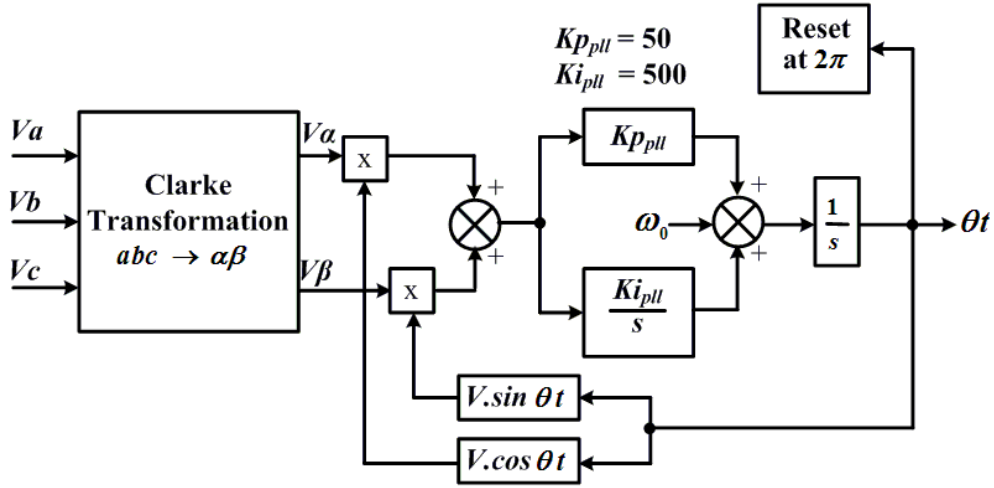 Kp_pll = 50
Ki_pll = 500
Reset
at 2π
Va
Vb
Vc
Clarke
Transformation
abc → αβ
Vα
Vβ
x
x
+
+
Kp_pll
ω₀
Ki_pll
s
+
+
1
s
θt
V.sin θt
V.cos θt